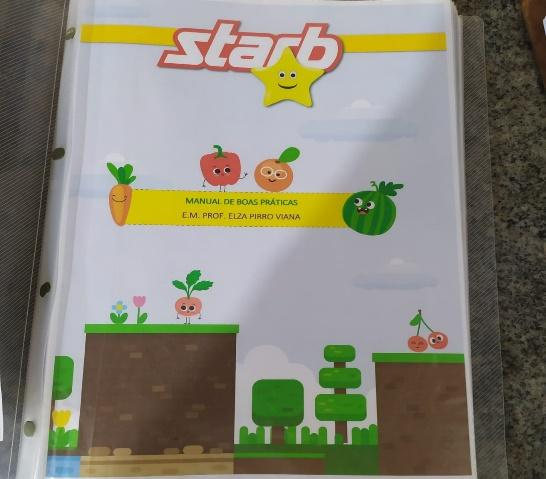 starb
MANUAL DE BOAS PRÁTICAS
E.M. PROF. ELZA PIRRO VIANA